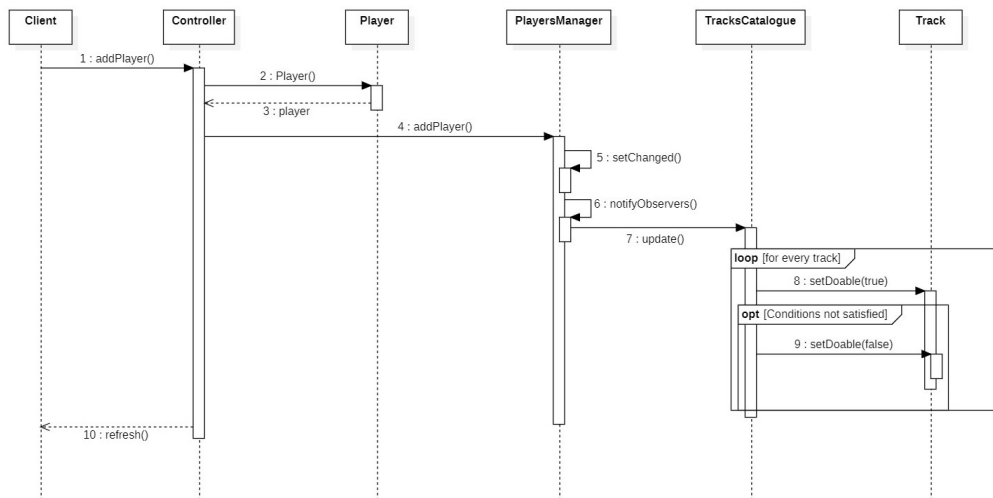 Client
Controller
Player
PlayersManager
TracksCatalogue
Track
1 : addPlayer()
2 : Player()
3 : player
4 : addPlayer()
5 : setChanged()
6 : notifyObservers()
7 : update()
loop [for every track]
8 : setDoable(true)
opt [Conditions not satisfied]
9 : setDoable(false)
10 : refresh()